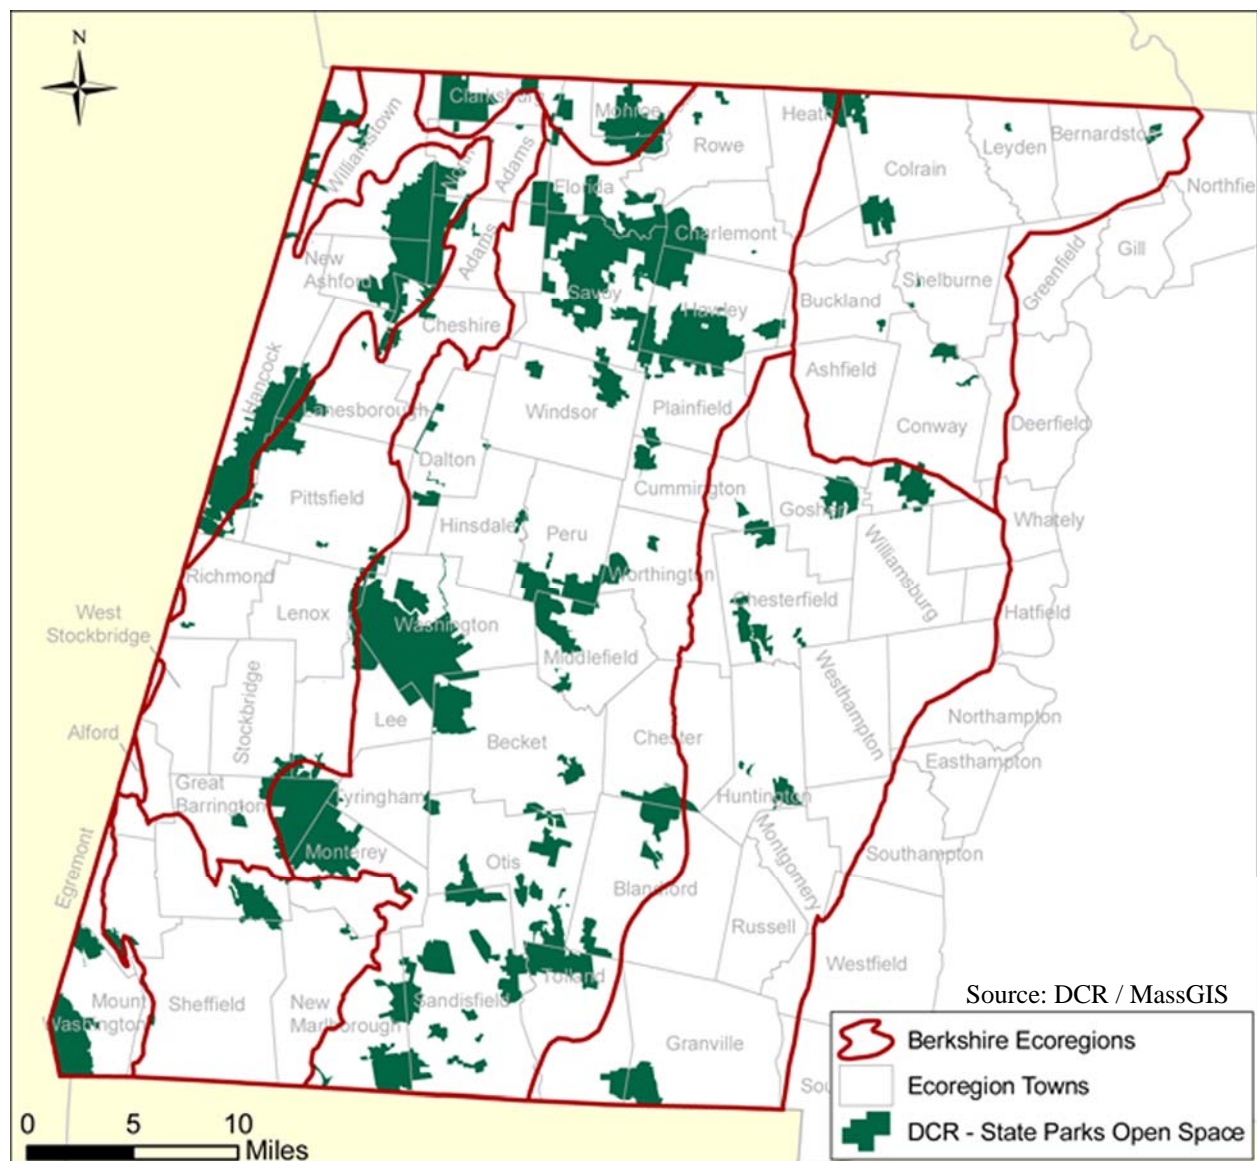 N
Clarksburg
Monroe
Heath
Rowe
Leyden
Bernardston
Colrain
Williamstown
North
Adams
Northfie
Florida
Charlemont
Gill
Adams
New
Ashford
Greenfield
Shelburne
Savoy
Buckland
Hawley
Cheshire
Ashfield
Hancock
Lanesborough
Windsor
Plainfield
Conway
Deerfield
Dalton
Cummington
Pittsfield
Goshen
Hinsdale
Peru
Whately
Williamsburg
Richmond
Worthington
Chesterfield
West
Stockbridge
Lenox
Washington
Hatfield
Middlefield
Westhampton
Stockbridge
Lee
Northampton
Alford
Becket
Chester
Easthampton
Great
Barrington
Tyringham
Huntington
Montgomery
Monterey
Southampton
Egremont
Otis
Blandford
Russell
Westfield
Tolland
Mount
Washington
Sheffield
New
Marlborough
Sandisfield
Granville
Sou
Source: DCR / MassGIS
Berkshire Ecoregions
Ecoregion Towns
DCR - State Parks Open Space
0 5 10
Miles